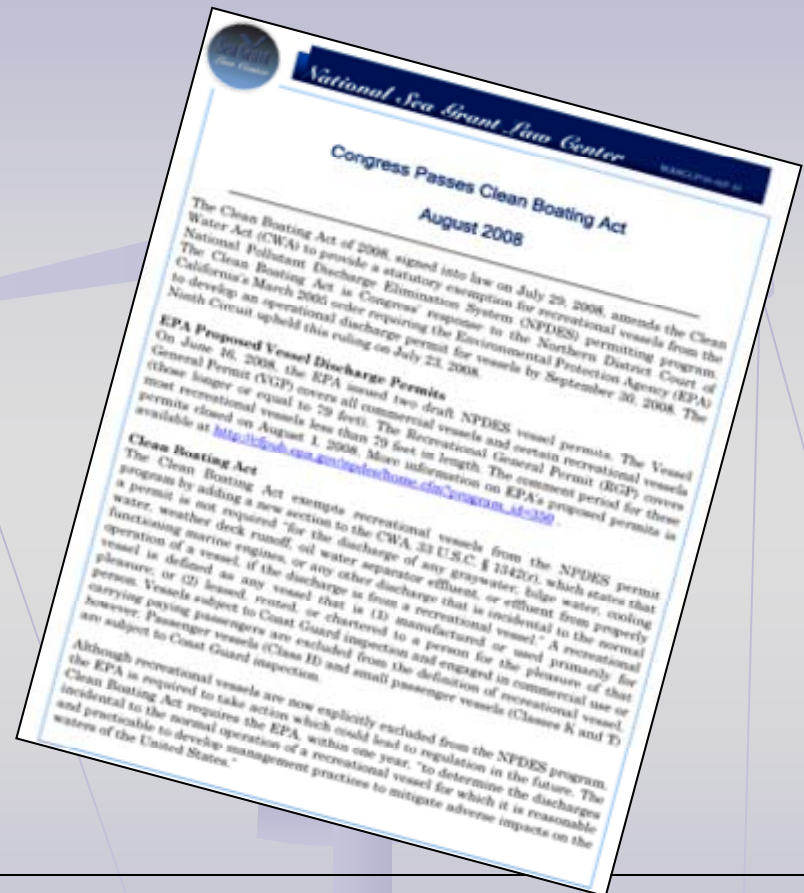 Sea Grant
Law Center
National Sea Grant Law Center
Congress Passes Clean Boating Act
August 2008
The Clean Boating Act of 2008, signed into law on July 29, 2008, amends the Clean
Water Act (CWA) to provide a statutory exemption for recreational vessels from the
National Pollutant Discharge Elimination System (NPDES) permitting program.
The Clean Boating Act is Congress' response to the Northern District Court of
California's March 2005 order requiring the Environmental Protection Agency (EPA)
to develop an operational discharge permit for vessels by September 30, 2008. The
Ninth Circuit upheld this ruling on July 23, 2008.
EPA Proposed Vessel Discharge Permits
On June 16, 2008, the EPA issued two draft NPDES vessel permits. The Vessel
General Permit (VGP) covers all commercial vessels and certain recreational vessels
(those longer or equal to 79 feet). The Recreational General Permit (RGP) covers
most recreational vessels less than 79 feet in length. The comment period for these
permits closed on August 1, 2008. More information on EPA's proposed permits is
available at http://cfpub.epa.gov/npdes/home.cfm?program_id=350 .
Clean Boating Act
The Clean Boating Act exempts recreational vessels from the NPDES permit
program by adding a new section to the CWA, 33 U.S.C. § 1342(r), which states that
a permit is not required "for the discharge of any graywater, bilge water, cooling
water, weather deck runoff, oil water separator effluent, or effluent from properly
functioning marine engines, or any other discharge that is incidental to the normal
operation of a vessel, if the discharge is from a recreational vessel." A recreational
vessel is defined as any vessel that is (1) manufactured or used primarily for
pleasure; or (2) leased, rented, or chartered to a person for the pleasure of that
person. Vessels subject to Coast Guard inspection and engaged in commercial use or
carrying paying passengers are excluded from the definition of recreational vessel,
however. Passenger vessels (Class H) and small passenger vessels (Classes K and T)
are subject to Coast Guard inspection.
Although recreational vessels are now explicitly excluded from the NPDES program,
the EPA is required to take action which could lead to regulation in the future. The
Clean Boating Act requires the EPA, within one year, "to determine the discharges
incidental to the normal operation of a recreational vessel for which it is reasonable
and practicable to develop management practices to mitigate adverse impacts on the
waters of the United States."